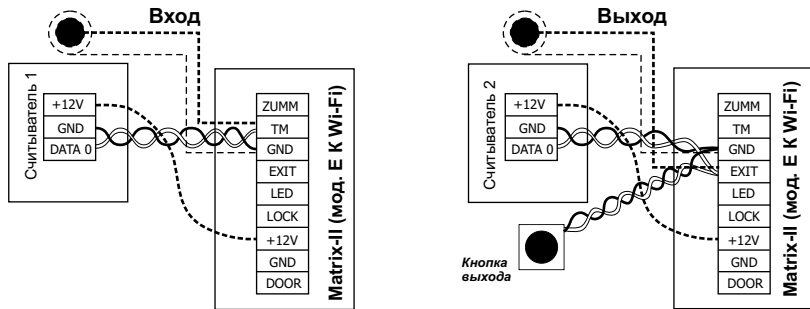 Вход
Считыватель 1
+12V
GND
DATA 0
ZUMM
TM
GND
EXIT
LED
LOCK
+12V
GND
DOOR
Matrix-II (мод. E K Wi-Fi)
Выход
Считыватель 2
+12V
GND
DATA 0
Кнопка
выхода
ZUMM
TM
GND
EXIT
LED
LOCK
+12V
GND
DOOR
Matrix-II (мод. E K Wi-Fi)